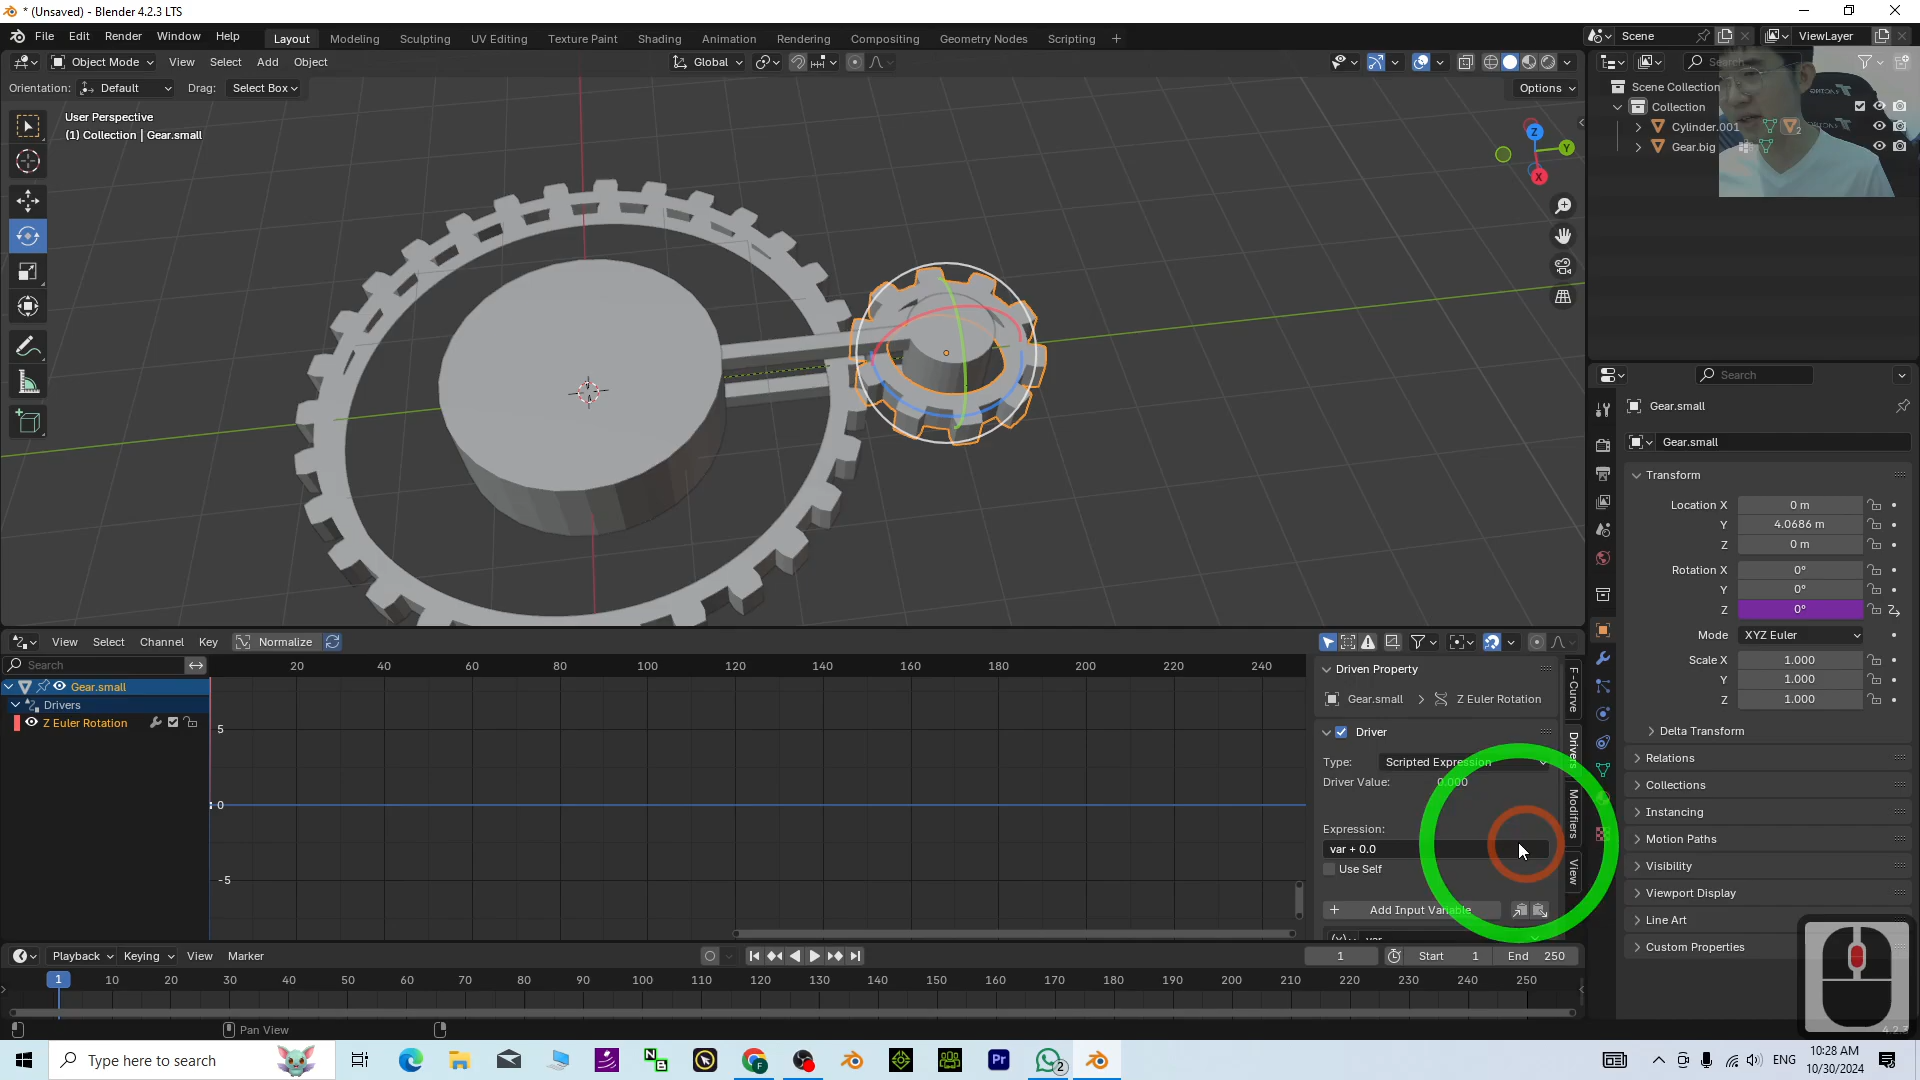 * (Unsaved) - Blender 4.2.3 LTS
File Edit Render Window Help Layout Modeling Sculpting UV Editing Texture Paint Shading Animation Rendering Compositing Geometry Nodes Scripting + Scene ViewLayer
Object Mode View Select Add Object Global
Orientation: Default Drag: Select Box Options
User Perspective
(1) Collection | Gear.small
Z
Y
X
Scene Collection
Collection
Cylinder.001 2
Gear.big
Search
Gear.small
Gear.small
Transform
Location X 0 m
Y 4.0686 m
Z 0 m
Rotation X 0°
Y 0°
Z 0°
Mode XYZ Euler
Scale X 1.000
Y 1.000
Z 1.000
Delta Transform
Relations
Collections
Instancing
Motion Paths
Visibility
Viewport Display
Line Art
Custom Properties
View Select Channel Key Normalize
Search
20 40 60 80 100 120 140 160 180 200 220 240
Gear.small
Drivers
Z Euler Rotation
5
0
-5
Driven Property
Gear.small Z Euler Rotation
Driver
Type: Scripted Expression
Driver Value: 0.000
Expression:
var + 0.0
Use Self
Add Input Variable
(x) var
F-Curve
Drivers
Modifiers
View
Playback Keying View Marker 1 Start 1 End 250
1 10 20 30 40 50 60 70 80 90 100 110 120 130 140 150 160 170 180 190 200 210 220 230 240 250
Pan View
4.2.3
Type here to search
Pr
2
ENG
10:28 AM
10/30/2024